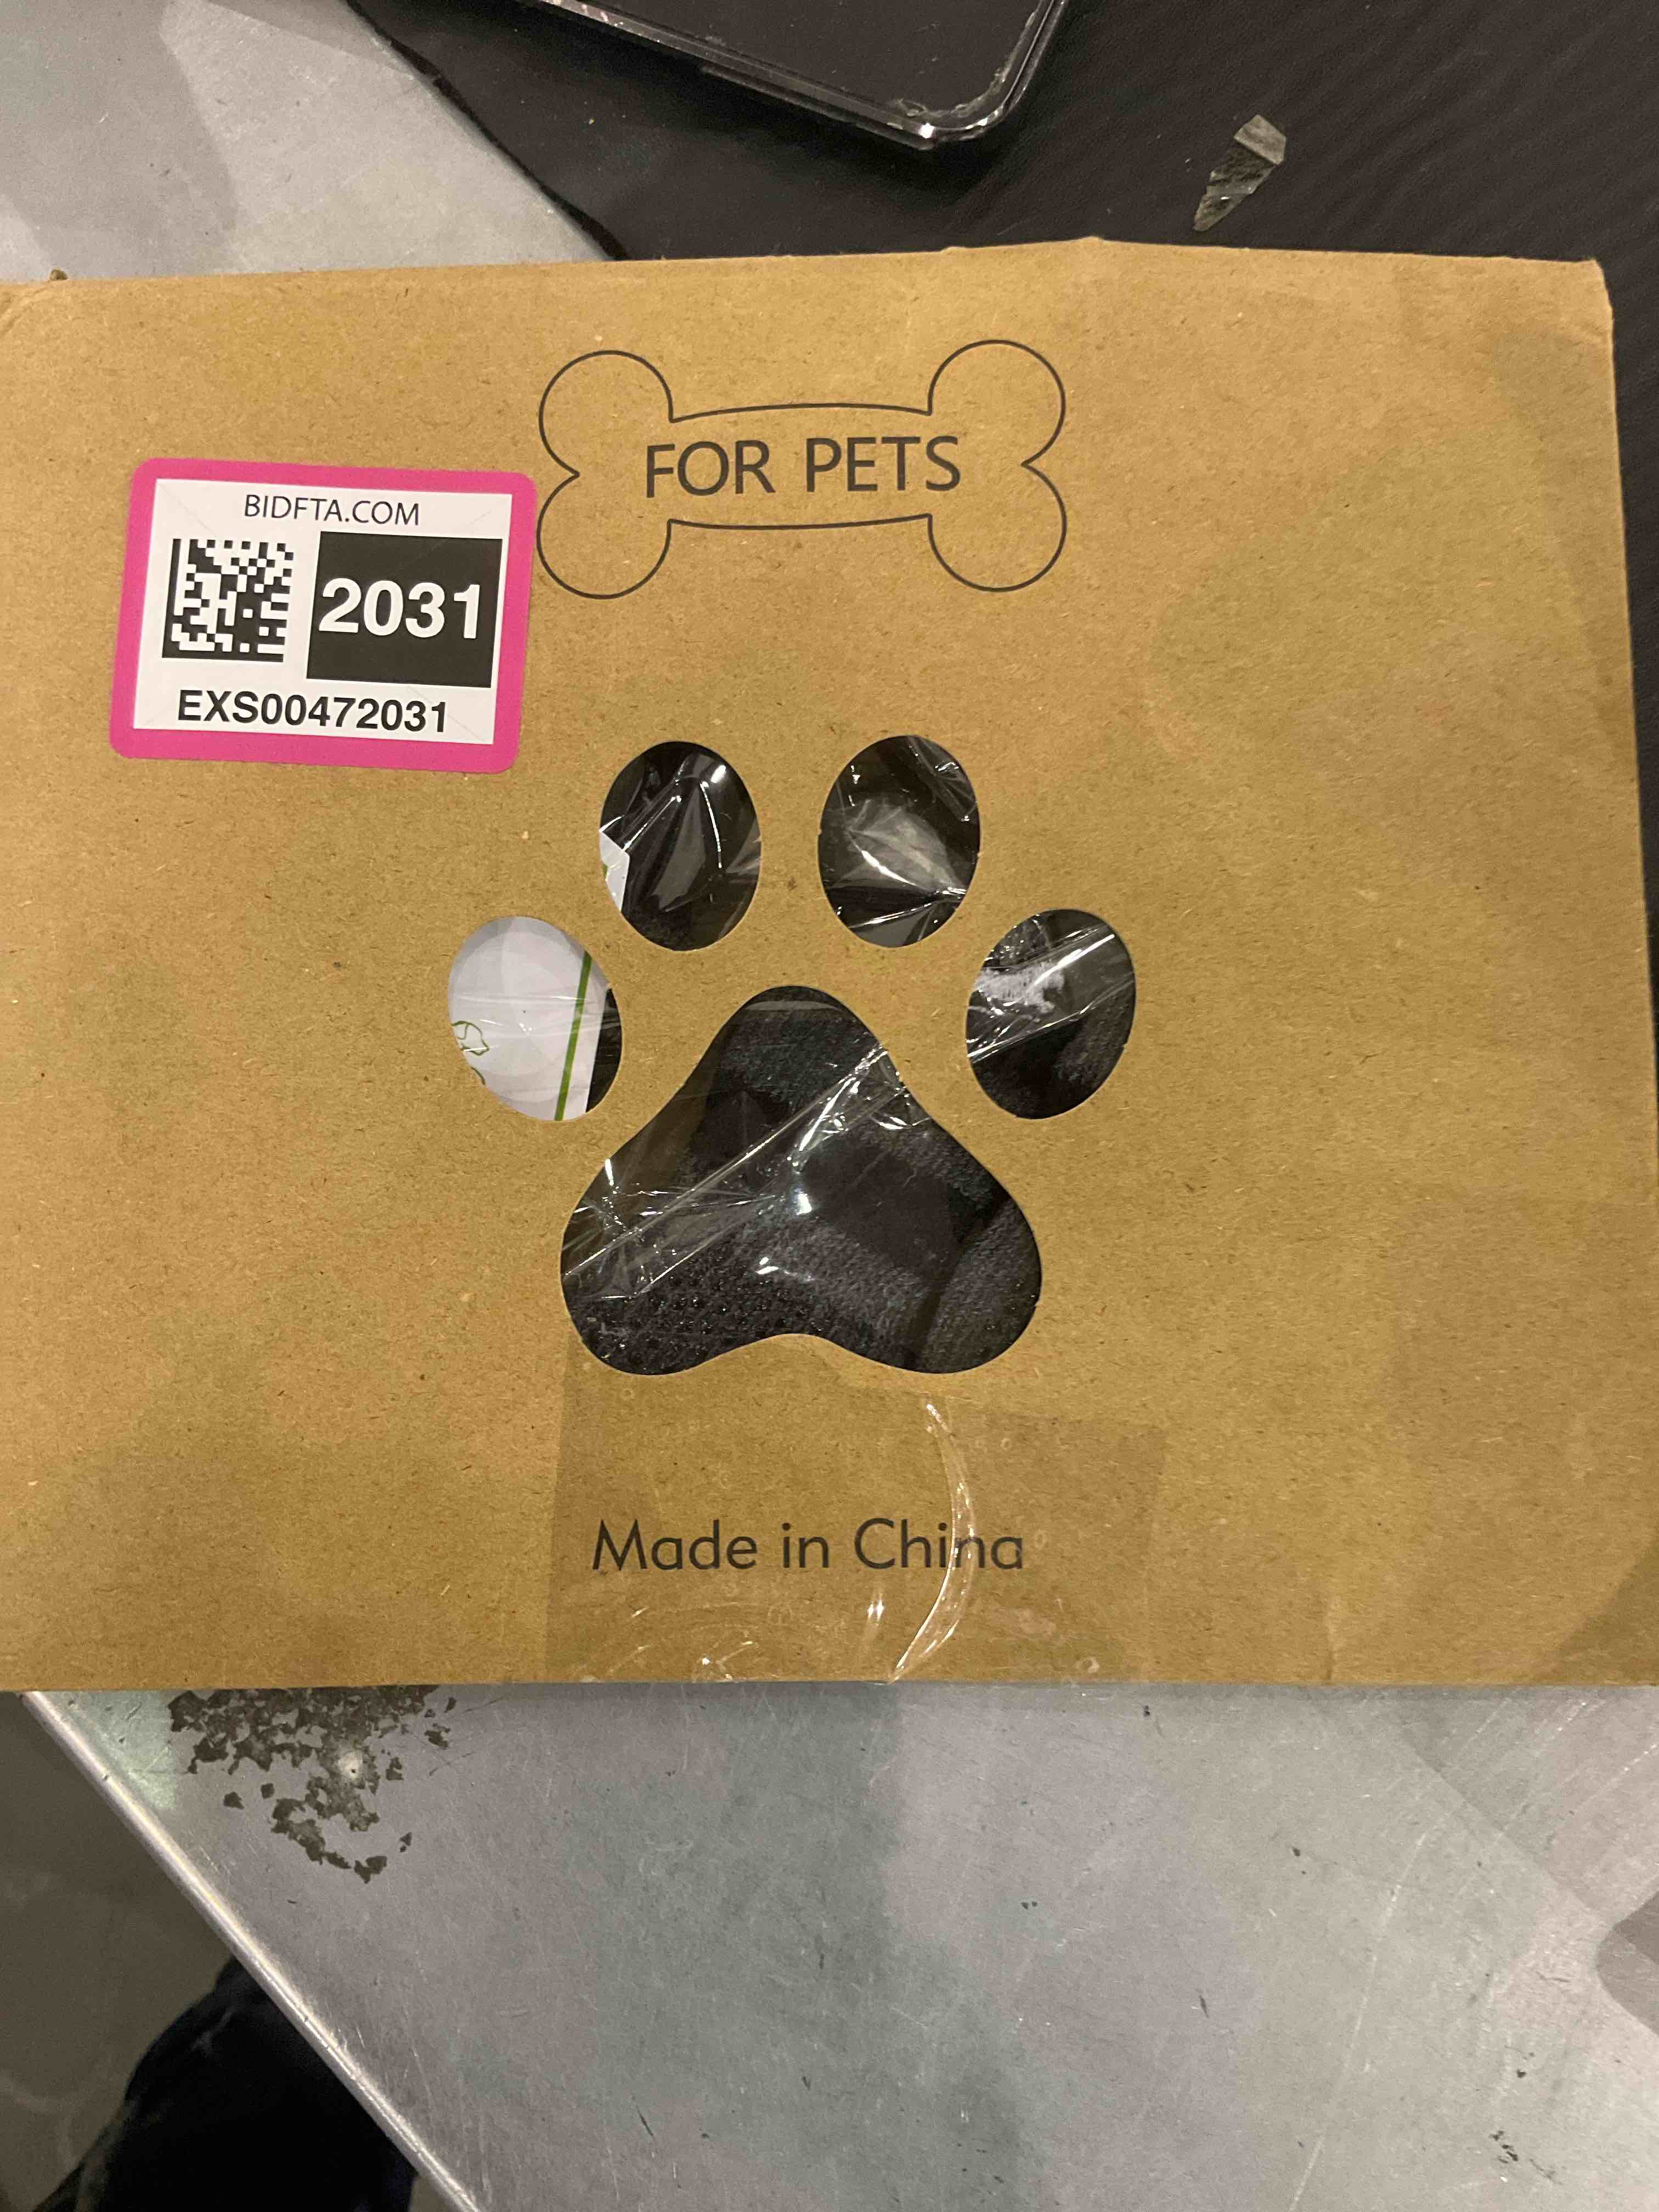 FOR PETS
BIDFTA.COM
2031
EXS00472031
Made in China